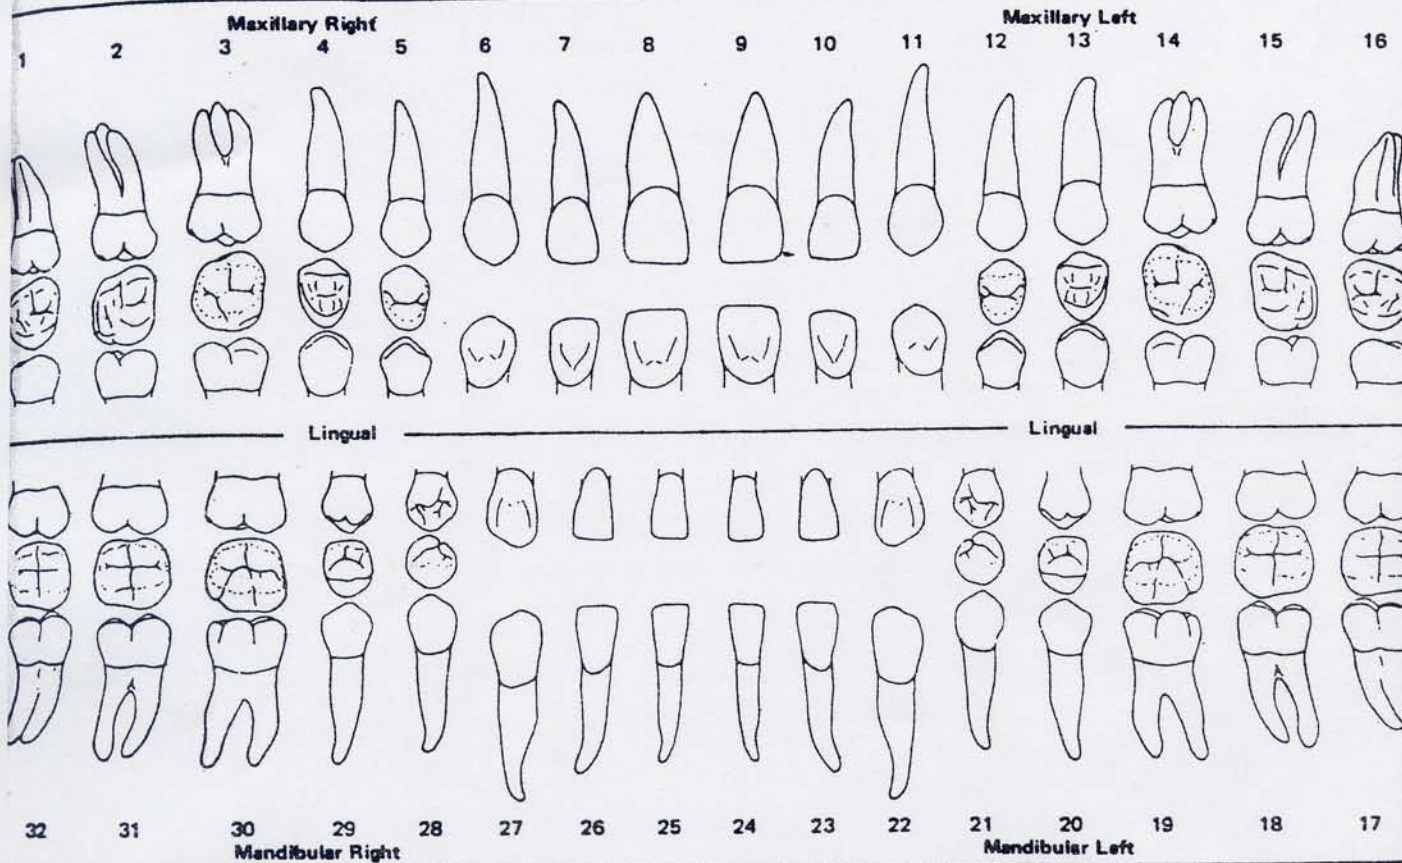 Maxillary Right Maxillary Left
1 2 3 4 5 6 7 8 9 10 11 12 13 14 15 16
Lingual Lingual
32 31 30 29 28 27 26 25 24 23 22 21 20 19 18 17
Mandibular Right Mandibular Left